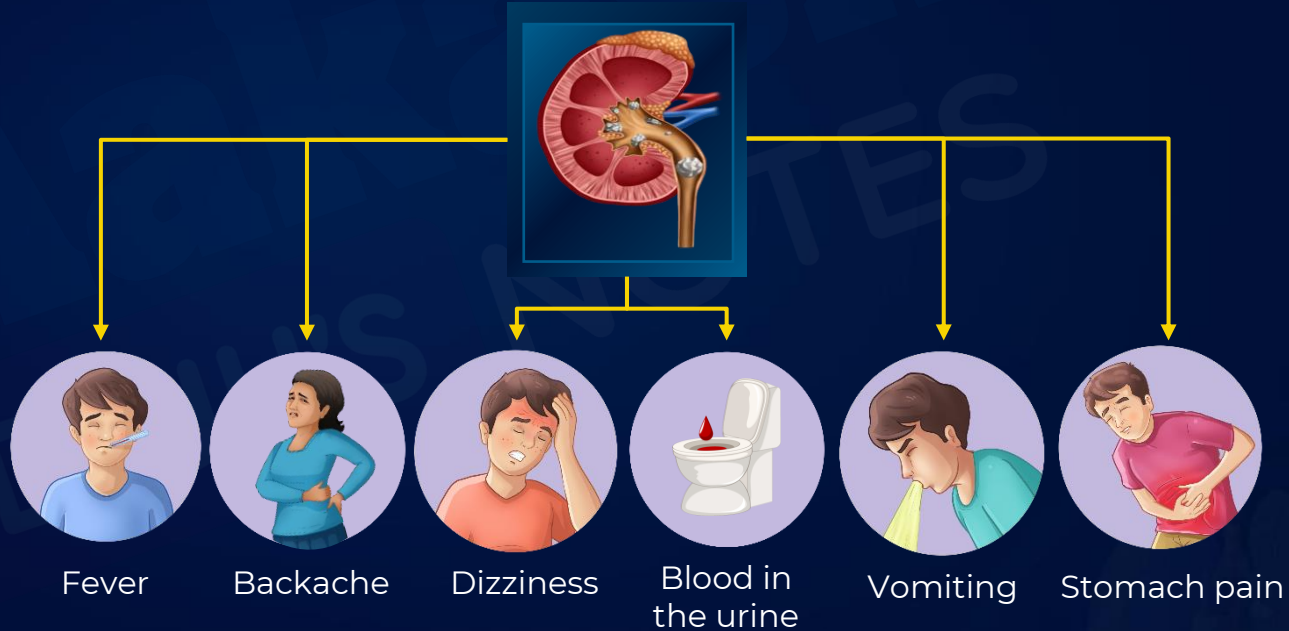 Fever
Backache
Dizziness
Blood in
the urine
Vomiting
Stomach pain